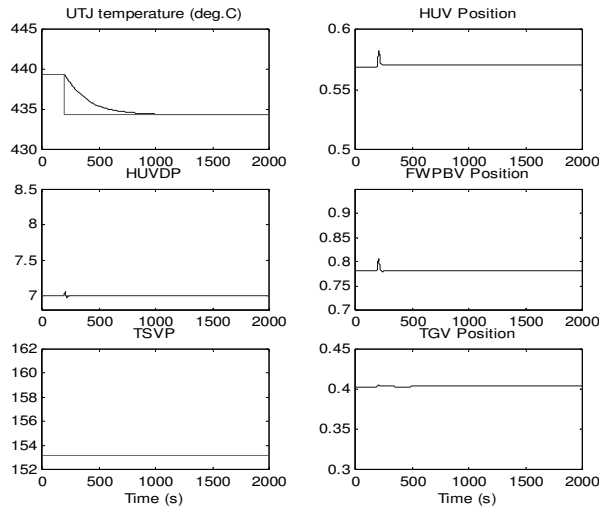 UTJ temperature (deg.C)
HUV Position
445
440
435
430
0 500 1000 1500 2000
0.6
0.55
0.5
0 500 1000 1500 2000
HUVDP
FWPBV Position
8.5
8
7.5
7
0 500 1000 1500 2000
0.9
0.8
0.8
0.7
0.7
0 500 1000 1500 2000
TSVP
TGV Position
162
160
158
156
154
152
0 500 1000 1500 2000
0.45
0.4
0.35
0.3
0 500 1000 1500 2000
Time (s)
Time (s)